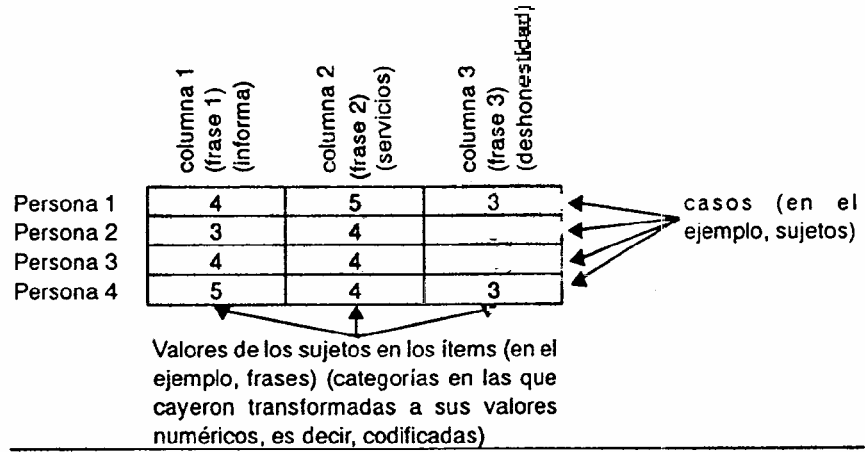 columna 1
(frase 1)
(informa)
columna 2
(frase 2)
(servicios)
columna 3
(frase 3)
(deshonestidad)
Persona 1 4 5 3
Persona 2 3 4
Persona 3 4 4
Persona 4 5 4 3
casos (en el
ejemplo, sujetos)
Valores de los sujetos en los ítems (en el
ejemplo, frases) (categorías en las que
cayeron transformadas a sus valores
numéricos, es decir, codificadas)